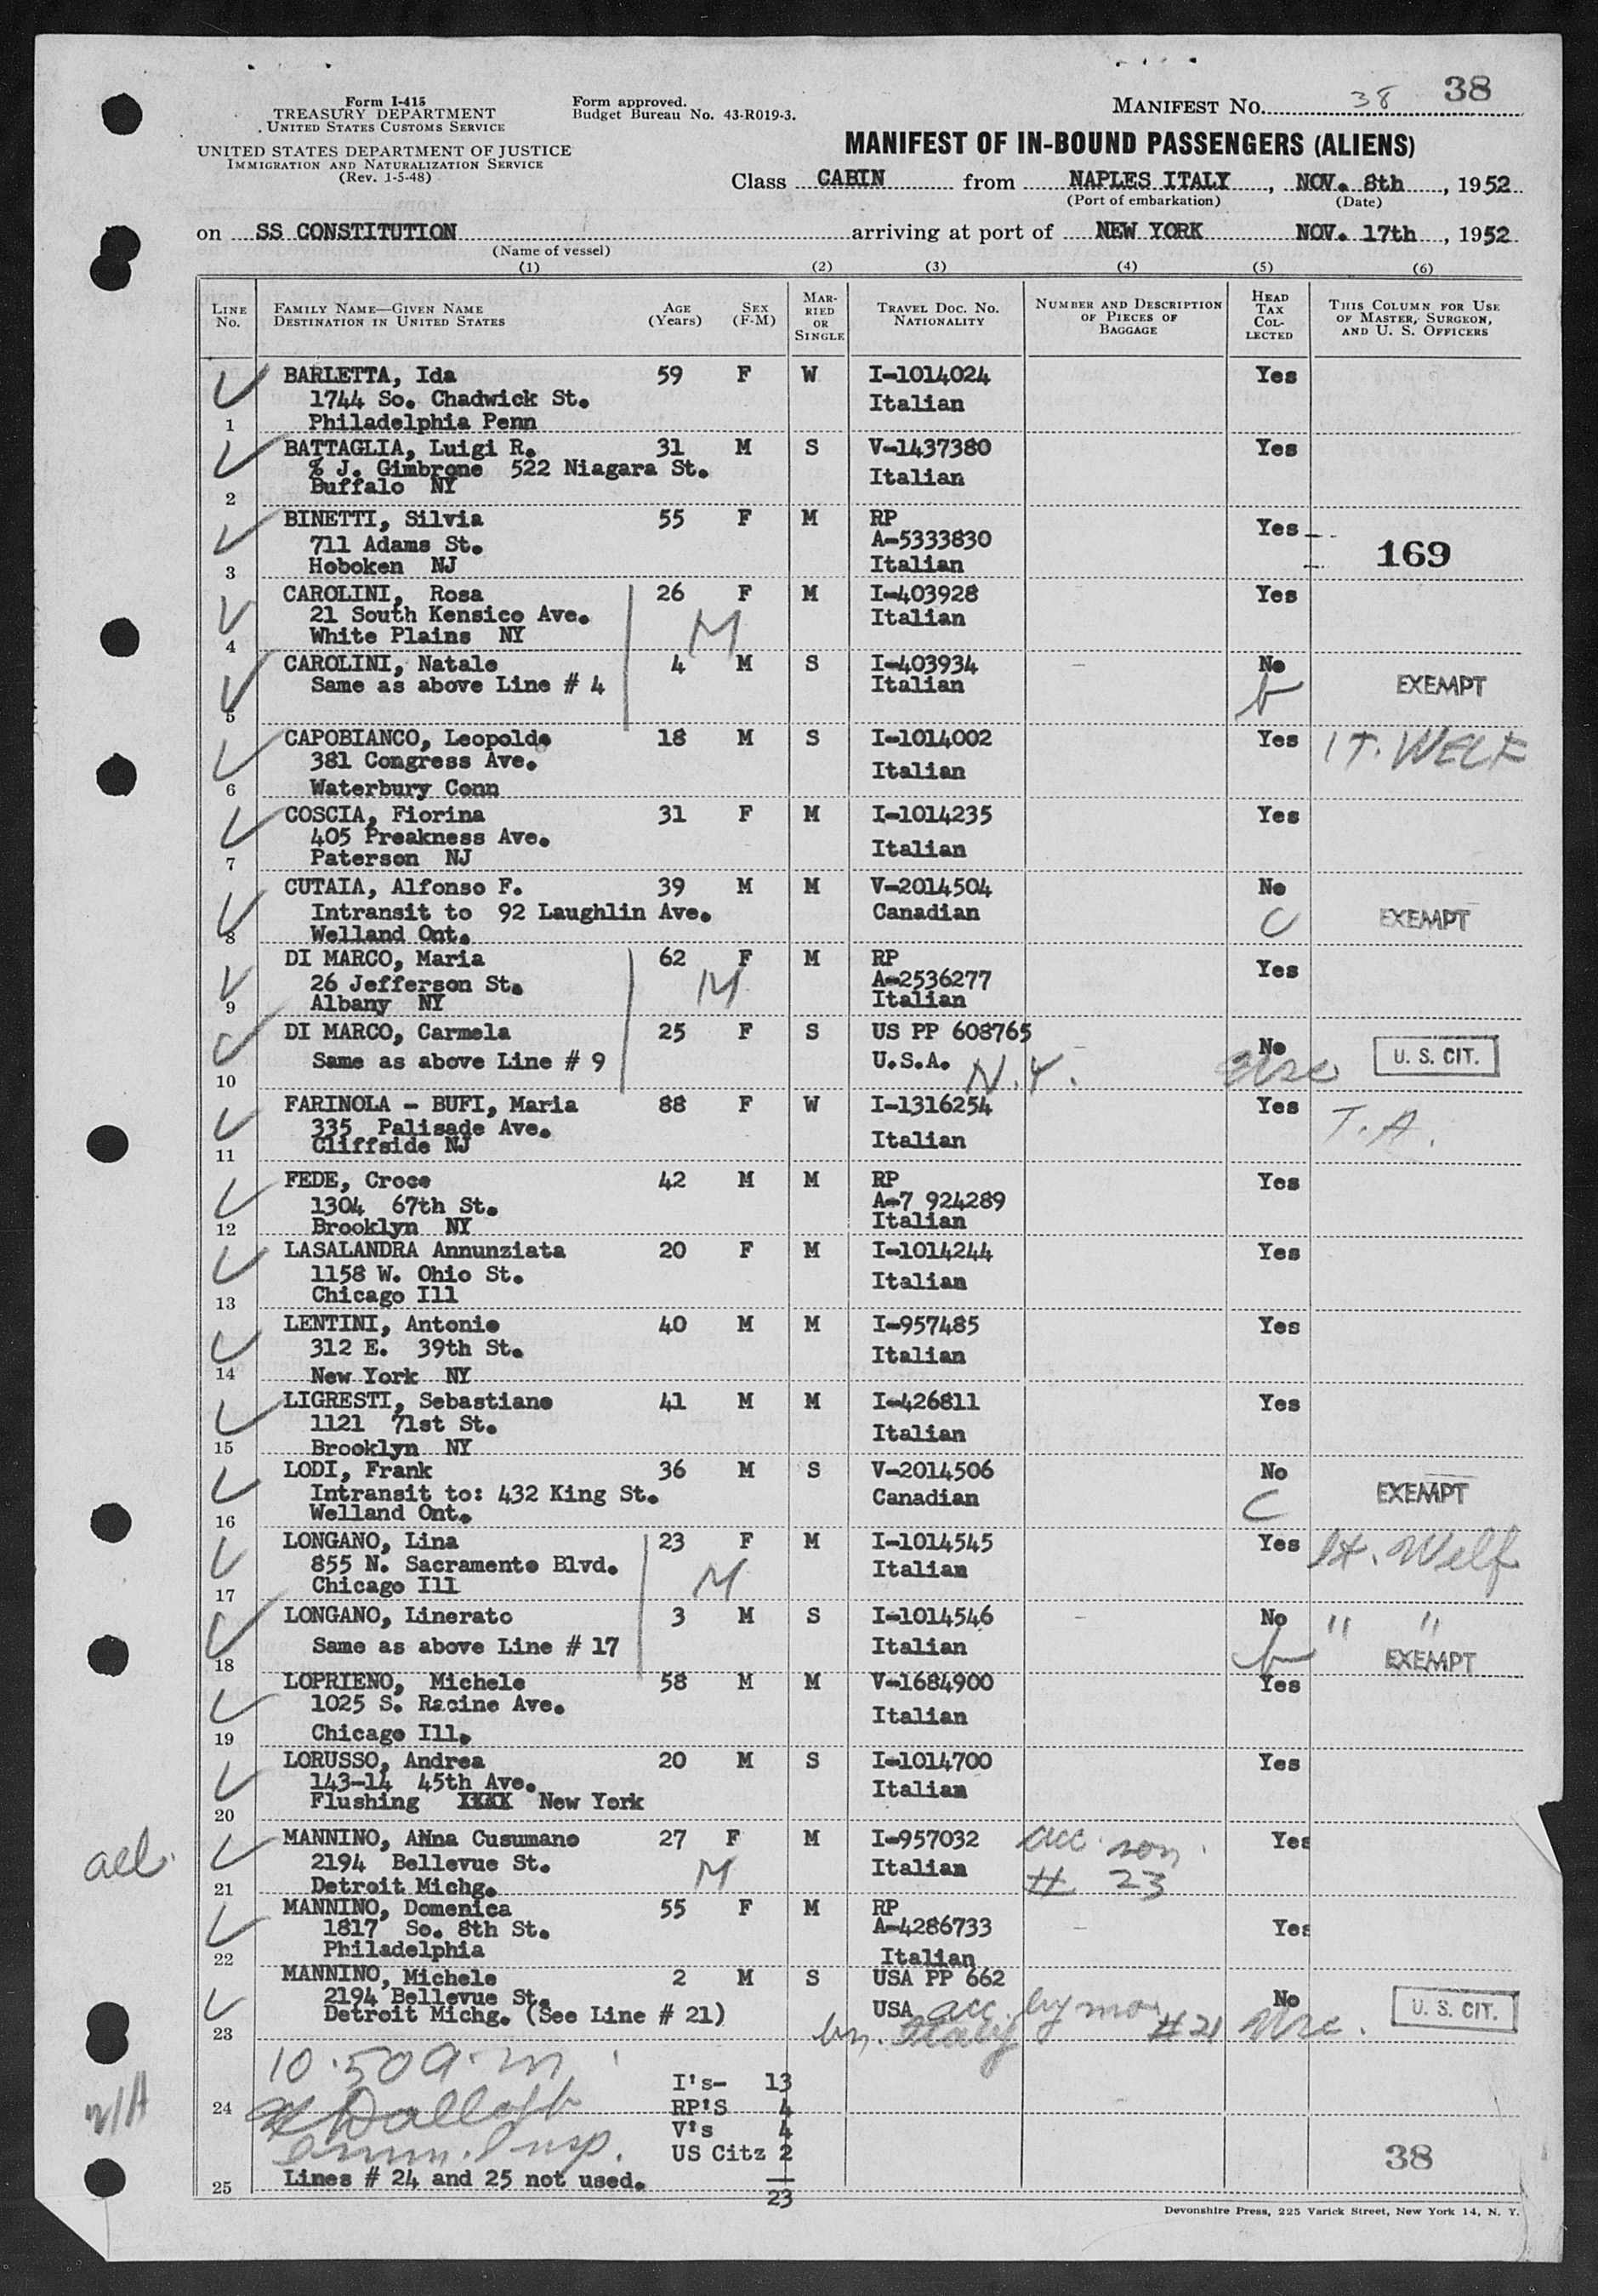 Form I-415
TREASURY DEPARTMENT
UNITED STATES CUSTOMS SERVICE
UNITED STATES DEPARTMENT OF JUSTICE
IMMIGRATION AND NATURALIZATION SERVICE
(Rev. 1-5-48)
Form approved.
Budget Bureau No. 43-R019-3.
MANIFEST No. 38 38
MANIFEST OF IN-BOUND PASSENGERS (ALIENS)
Class CABIN from NAPLES ITALY, NOV. 8th, 1952
(Port of embarkation) (Date)
on SS CONSTITUTION arriving at port of NEW YORK NOV. 17th, 1952
(Name of vessel)
(1) (2) (3) (4) (5) (6)
LINE No. FAMILY NAME—GIVEN NAME DESTINATION IN UNITED STATES AGE (Years) SEX (F-M) MARRIED OR SINGLE TRAVEL DOC. No. NATIONALITY NUMBER AND DESCRIPTION OF PIECES OF BAGGAGE HEAD TAX COLLECTED THIS COLUMN FOR USE OF MASTER, SURGEON, AND U. S. OFFICERS
BARLETTA, Ida 59 F W I-1014024 Yes
1744 So. Chadwick St. Italian
1 Philadelphia Penn
BATTAGLIA, Luigi R. 31 M S V-1437380 Yes
% J. Gimbrone 522 Niagara St. Italian
2 Buffalo NY
BINETTI, Silvia 55 F M RP Yes
711 Adams St. A-5333830 169
3 Hoboken NJ Italian
CAROLINI, Rosa 26 F M I-403928 Yes
21 South Kensico Ave. M Italian
4 White Plains NY
CAROLINI, Natale 4 M S I-403934 No
Same as above Line # 4 Italian b EXEMPT
5
CAPOBIANCO, Leopoldo 18 M S I-1014002 Yes IT. WELF
381 Congress Ave. Italian
6 Waterbury Conn
COSCIA, Fiorina 31 F M I-1014235 Yes
405 Preakness Ave. Italian
7 Paterson NJ
CUTAIA, Alfonso F. 39 M M V-2014504 No
Intransit to 92 Laughlin Ave. Canadian C EXEMPT
8 Welland Ont.
DI MARCO, Maria 62 F M RP Yes
26 Jefferson St. M A-2536277
9 Albany NY Italian
DI MARCO, Carmela 25 F S US PP 608765 No
Same as above Line # 9 U.S.A. N.Y. USC U. S. CIT.
10
FARINOLA - BUFI, Maria 88 F W I-1316254 Yes T.A.
335 Palisade Ave. Italian
11 Cliffside NJ
FEDE, Croce 42 M M RP Yes
1304 67th St. A-7 924289
12 Brooklyn NY Italian
LASALANDRA Annunziata 20 F M I-1014244 Yes
1158 W. Ohio St. Italian
13 Chicago Ill
LENTINI, Antonio 40 M M I-957485 Yes
312 E. 39th St. Italian
14 New York NY
LIGRESTI, Sebastiano 41 M M I-426811 Yes
1121 71st St. Italian
15 Brooklyn NY
LODI, Frank 36 M S V-2014506 No
Intransit to: 432 King St. Canadian C EXEMPT
16 Welland Ont.
LONGANO, Lina 23 F M I-1014545 Yes It. Welf
855 N. Sacramento Blvd. M Italian
17 Chicago Ill
LONGANO, Linerato 3 M S I-1014546 No " "
Same as above Line # 17 Italian b EXEMPT
18
LOPRIENO, Michele 58 M M V-1684900 Yes
1025 S. Racine Ave. Italian
19 Chicago Ill.
LORUSSO, Andrea 20 M S I-1014700 Yes
143-14 45th Ave. Italian
20 Flushing XXXX New York
MANNINO, Anna Cusumano 27 F M I-957032 acc. son Yes
2194 Bellevue St. M Italian # 23
21 Detroit Michg.
MANNINO, Domenica 55 F M RP Yes
1817 So. 8th St. A-4286733
22 Philadelphia Italian
MANNINO, Michele 2 M S USA PP 662 No
2194 Bellevue St. USA acc. by mo # 21 USC. U. S. CIT.
23 Detroit Michg. (See Line # 21) bn. Italy
10.50 a.m
I's- 13
24 RP'S 4
V's 4
Imm. Insp. US Citz 2 38
25 Lines # 24 and 25 not used.
23
Devonshire Press, 225 Varick Street, New York 14, N. Y.